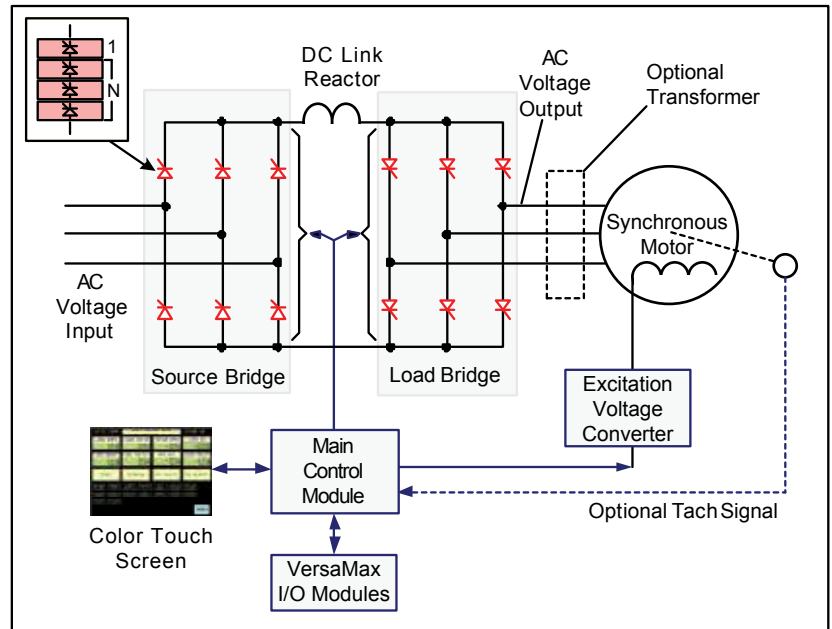 1
N
DC Link
Reactor
AC
Voltage
Output
Optional
Transformer
Synchronous
Motor
AC
Voltage
Input
Source Bridge
Load Bridge
Excitation
Voltage
Converter
Main
Control
Module
Optional Tach Signal
Color Touch
Screen
VersaMax
I/O Modules